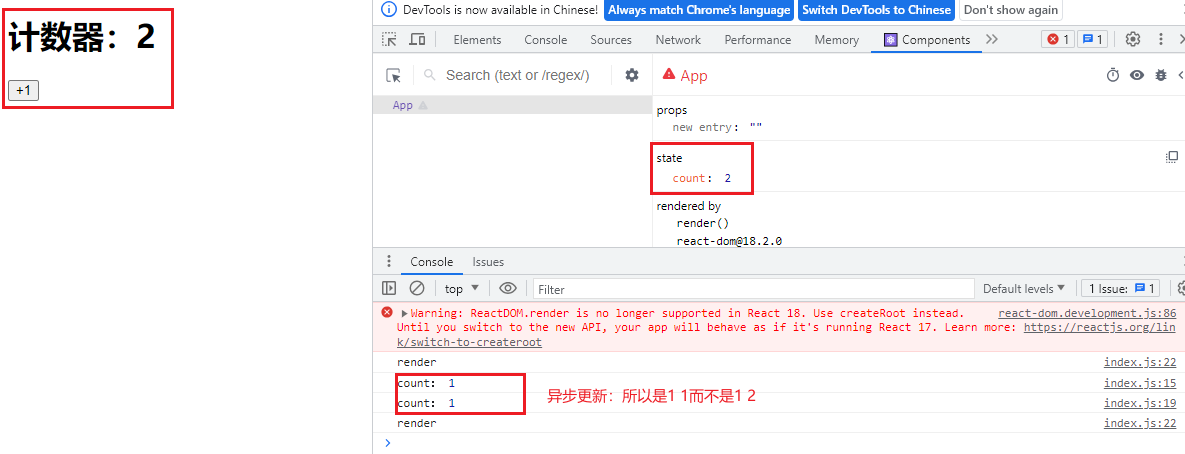 计数器：2
+1
DevTools is now available in Chinese!
Always match Chrome's language
Switch DevTools to Chinese
Don't show again
Elements
Console
Sources
Network
Performance
Memory
Components
1
1
Search (text or /regex/)
App
App
props
new entry: ""
state
count: 2
rendered by
render()
react-dom@18.2.0
Console
Issues
top
Filter
Default levels
1 Issue: 1
Warning: ReactDOM.render is no longer supported in React 18. Use createRoot instead. react-dom.development.js:86
Until you switch to the new API, your app will behave as if it's running React 17. Learn more: https://reactjs.org/lin
k/switch-to-createroot
render index.js:22
count: 1 index.js:15
count: 1 index.js:19
异步更新：所以是1 1而不是1 2
render index.js:22